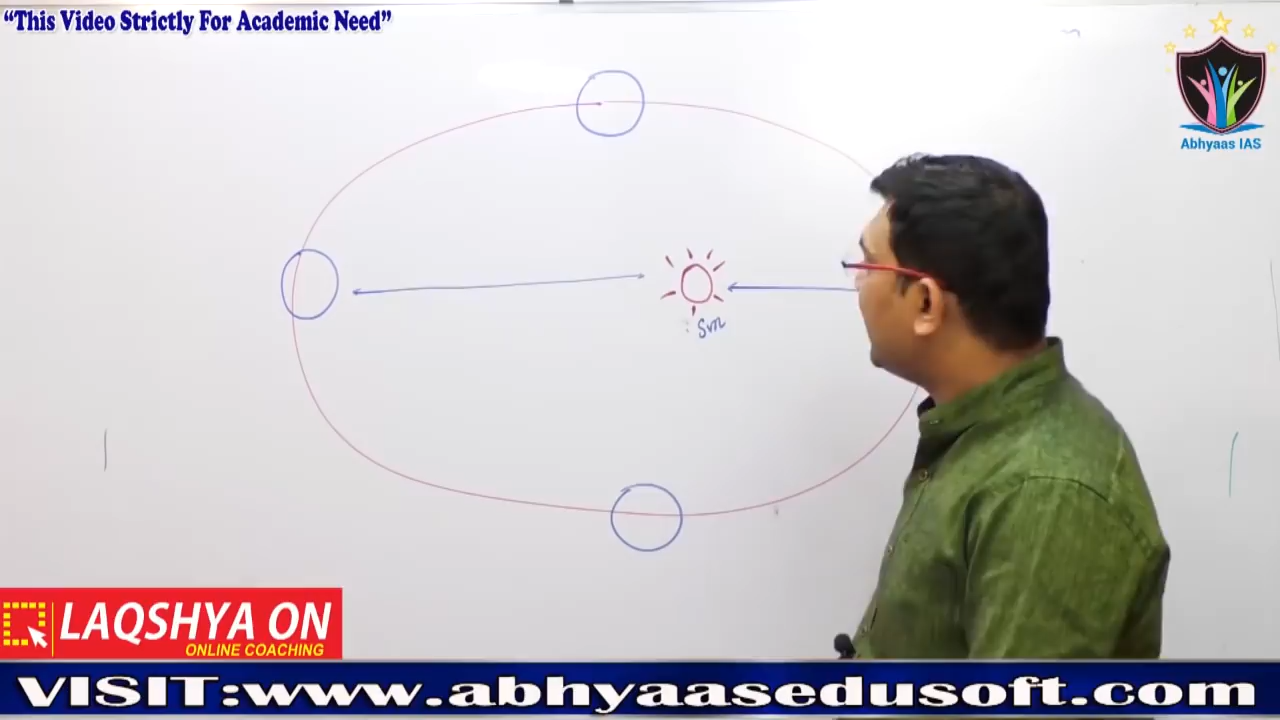 “This Video Strictly For Academic Need”
Abhyaas IAS
Sun
LAQSHYA ON
ONLINE COACHING
VISIT:www.abhyaasedusoft.com